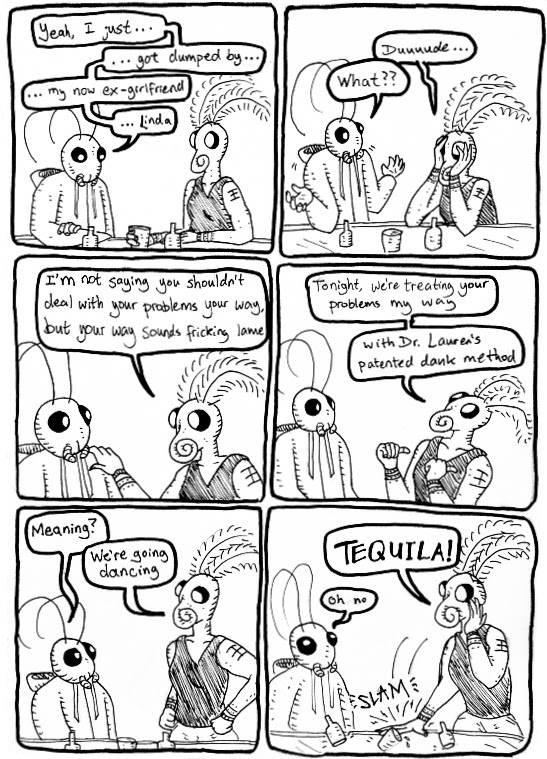 Yeah, I just...
... got dumped by...
... my now ex-girlfriend
... Linda
Duuuude...
What??
I'm not saying you shouldn't
deal with your problems your way,
but your way sounds fricking lame
Tonight, we're treating your
problems my way
with Dr. Lauren's
patented dank method
Meaning?
We're going
dancing
TEQUILA!
Oh no
SLAM